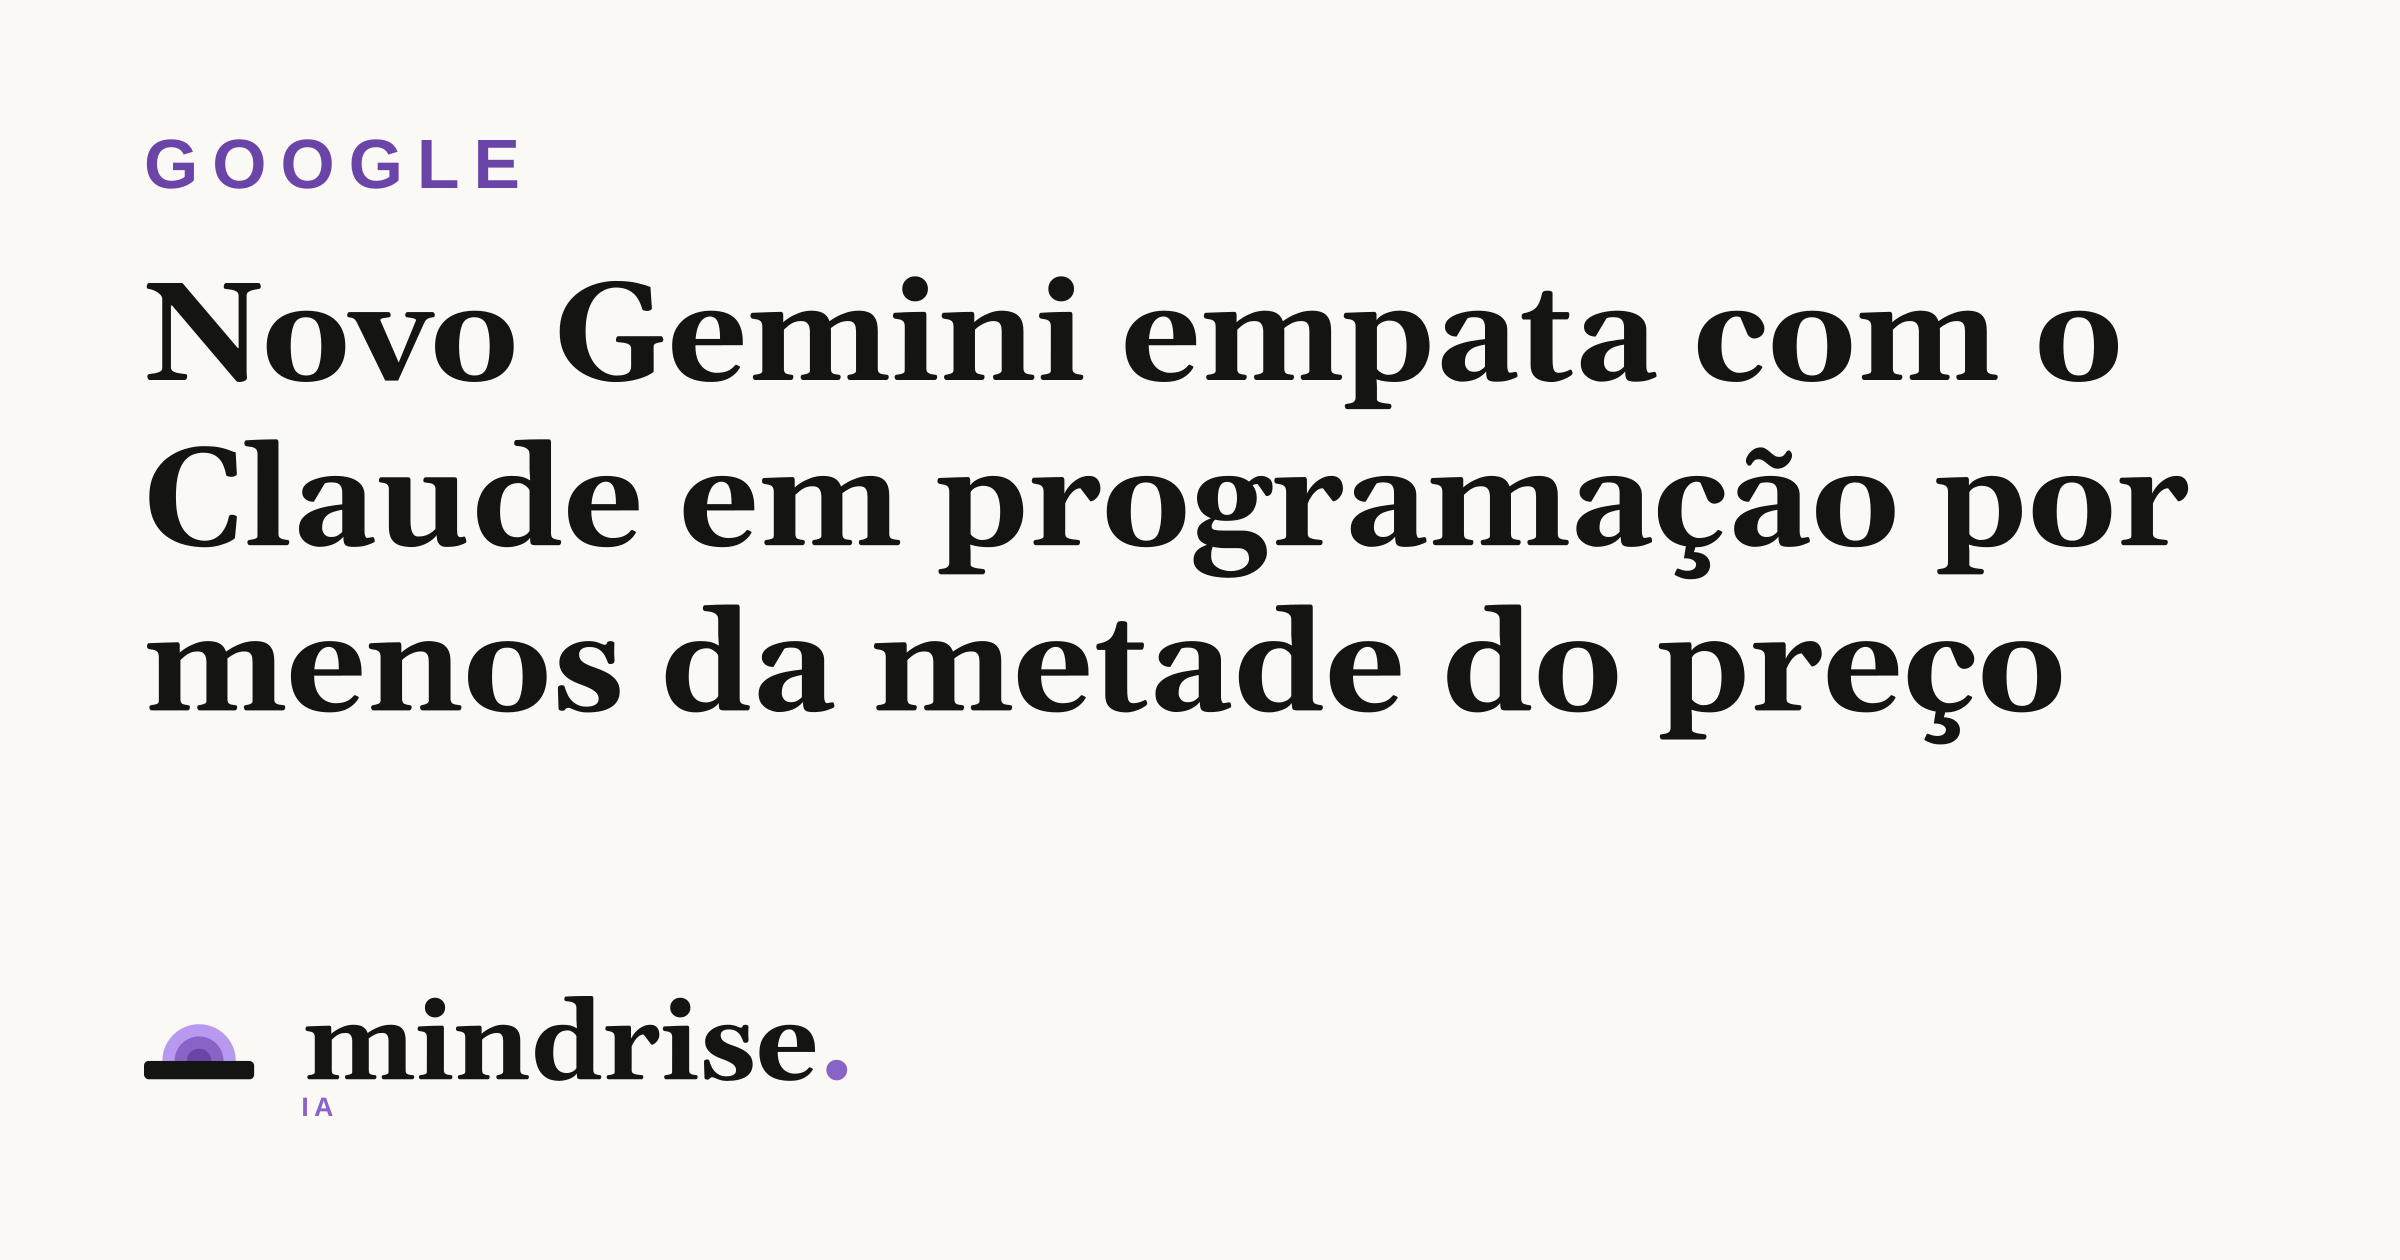 GOOGLE
Novo Gemini empata com o
Claude em programação por
menos da metade do preço
mindrise.
IA